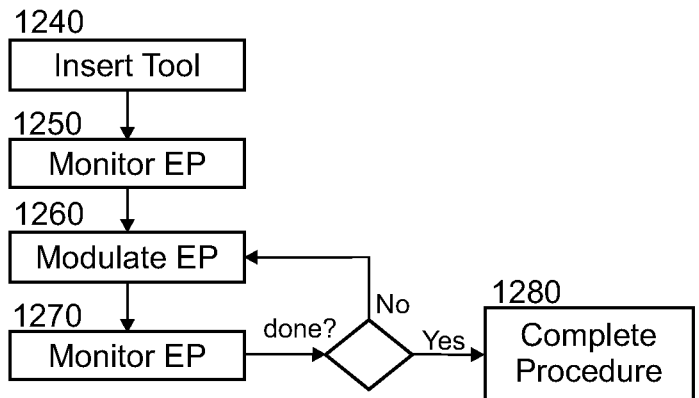 1240
Insert Tool
1250
Monitor EP
1260
Modulate EP
1270
Monitor EP
done?
No
Yes
1280
Complete
Procedure